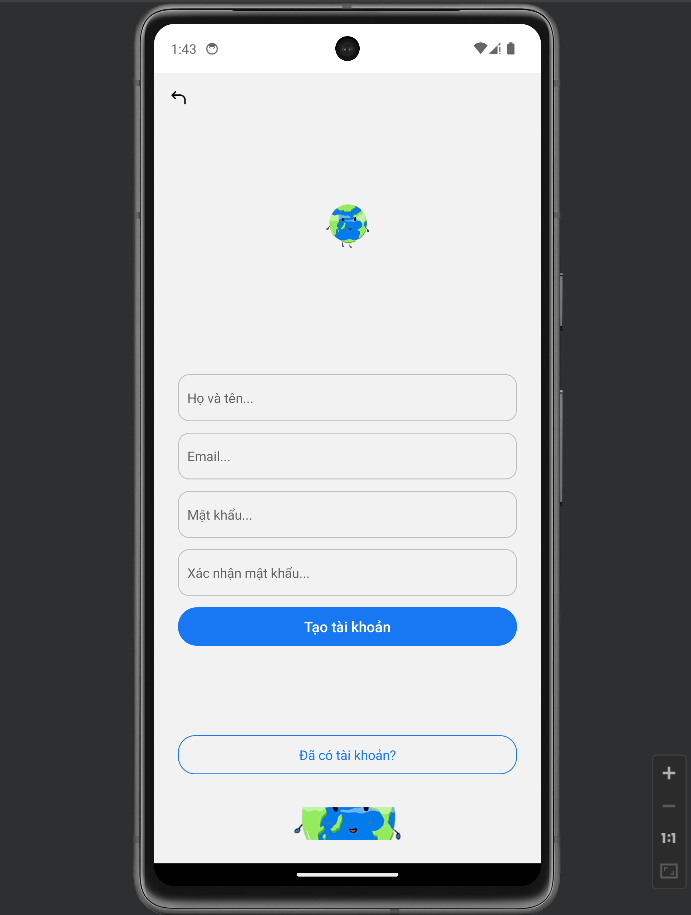 1:43
Họ và tên...
Email...
Mật khẩu...
Xác nhận mật khẩu...
Tạo tài khoản
Đã có tài khoản?
1:1